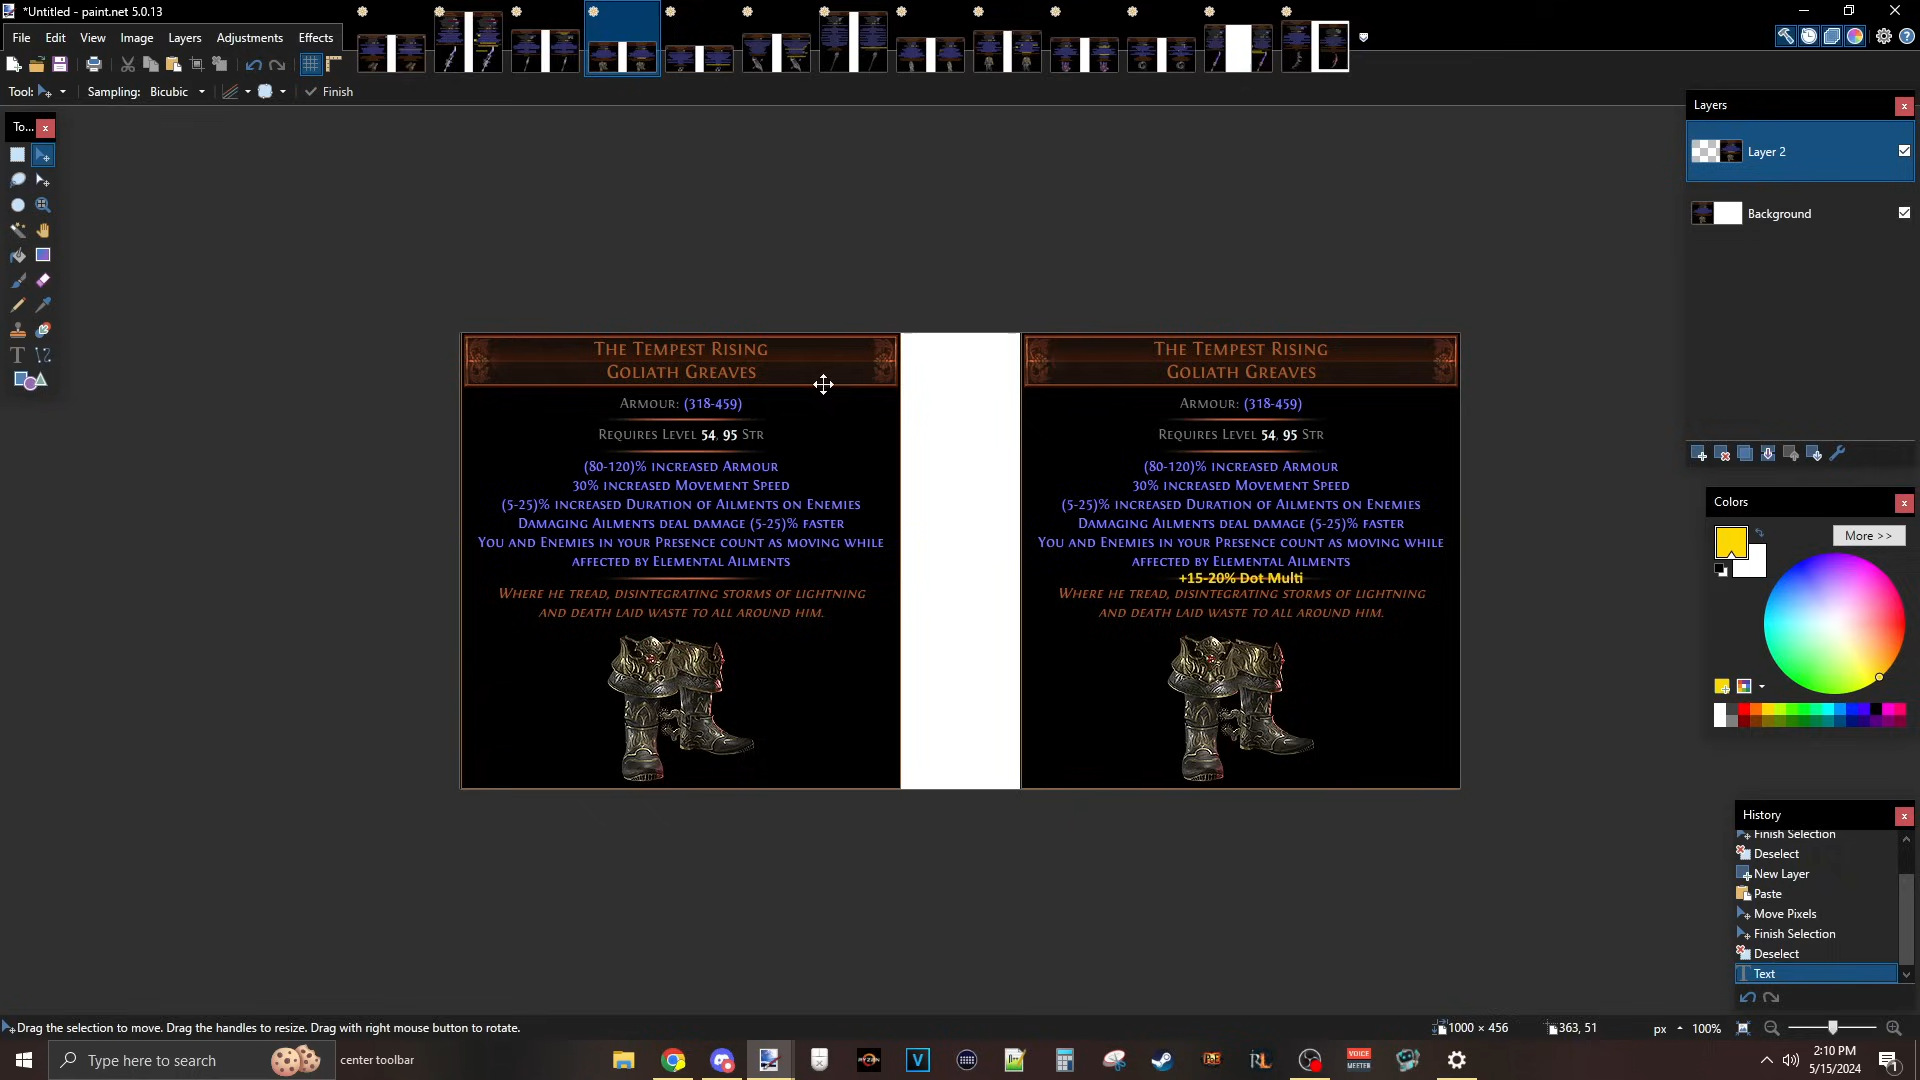 *Untitled - paint.net 5.0.13
File Edit View Image Layers Adjustments Effects
Tool: Sampling: Bicubic Finish
To...
Layers
Layer 2
Background
THE TEMPEST RISING
GOLIATH GREAVES
ARMOUR: (318-459)
REQUIRES LEVEL 54, 95 STR
(80-120)% INCREASED ARMOUR
30% INCREASED MOVEMENT SPEED
(5-25)% INCREASED DURATION OF AILMENTS ON ENEMIES
DAMAGING AILMENTS DEAL DAMAGE (5-25)% FASTER
YOU AND ENEMIES IN YOUR PRESENCE COUNT AS MOVING WHILE
AFFECTED BY ELEMENTAL AILMENTS
WHERE HE TREAD, DISINTEGRATING STORMS OF LIGHTNING
AND DEATH LAID WASTE TO ALL AROUND HIM.
THE TEMPEST RISING
GOLIATH GREAVES
ARMOUR: (318-459)
REQUIRES LEVEL 54, 95 STR
(80-120)% INCREASED ARMOUR
30% INCREASED MOVEMENT SPEED
(5-25)% INCREASED DURATION OF AILMENTS ON ENEMIES
DAMAGING AILMENTS DEAL DAMAGE (5-25)% FASTER
YOU AND ENEMIES IN YOUR PRESENCE COUNT AS MOVING WHILE
AFFECTED BY ELEMENTAL AILMENTS
+15-20% Dot Multi
WHERE HE TREAD, DISINTEGRATING STORMS OF LIGHTNING
AND DEATH LAID WASTE TO ALL AROUND HIM.
Colors
More >>
History
Finish Selection
Deselect
New Layer
Paste
Move Pixels
Finish Selection
Deselect
Text
Drag the selection to move. Drag the handles to resize. Drag with right mouse button to rotate.
1000 × 456
363, 51
px
100%
Type here to search
center toolbar
RYZEN
V
PoE
RL
VOICE
MEETER
2:10 PM
5/15/2024
1